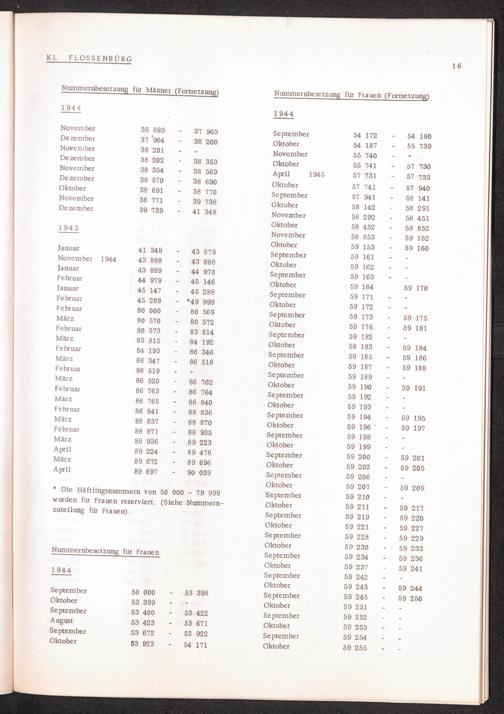 KL FLOSSENBÜRG
16
Nummernbesetzung für Männer (Fortsetzung)
1944
November 35 893 - 37 963
Dezember 37 964 - 38 200
November 38 201 - -
Dezember 38 202 - 38 353
November 38 354 - 38 569
Dezember 38 570 - 38 690
Oktober 38 691 - 38 770
November 38 771 - 39 738
Dezember 39 739 - 41 348
1945
Januar 41 349 - 43 879
November 1944 43 880 - 43 888
Januar 43 889 - 44 978
Februar 44 979 - 45 146
Januar 45 147 - 45 288
Februar 45 289 - *49 999
Februar 80 000 - 80 569
März 80 570 - 80 572
Februar 80 573 - 83 814
März 83 815 - 84 192
Februar 84 193 - 86 346
März 86 347 - 86 518
Februar 86 519 - -
März 86 520 - 86 762
Februar 86 763 - 86 764
März 86 765 - 86 840
Februar 86 841 - 88 836
März 88 837 - 88 870
Februar 88 871 - 88 935
März 88 936 - 89 223
April 89 224 - 89 476
März 89 672 - 89 696
April 89 697 - 90 039
* Die Häftlingsnummern von 50 000 - 79 999
wurden für Frauen reserviert. (Siehe Nummern-
zuteilung für Frauen).
Nummernbesetzung für Frauen
1944
September 50 000 - 53 398
Oktober 53 399 - -
September 53 400 - 53 422
August 53 423 - 53 671
September 53 672 - 53 922
Oktober 53 923 - 54 171
Nummernbesetzung für Frauen (Fortsetzung)
1944
September 54 172 - 54 180
Oktober 54 187 - 55 739
November 55 740 - -
Oktober 55 741 - 57 730
April 1945 57 731 - 57 733
Oktober 57 741 - 57 940
September 57 941 - 58 141
Oktober 58 142 - 58 291
November 58 292 - 58 451
Oktober 58 452 - 58 852
November 58 853 - 59 152
Oktober 59 153 - 59 160
September 59 161 - -
Oktober 59 162 - -
September 59 163 - -
Oktober 59 164 59 170
September 59 171 - -
Oktober 59 172 - -
September 59 173 - 59 175
Oktober 59 176 - 59 181
September 59 182 - -
Oktober 59 183 - 59 184
September 59 185 - 59 186
Oktober 59 187 - 59 188
September 59 189 - -
Oktober 59 190 - 59 191
September 59 192 - -
Oktober 59 193 - -
September 59 194 - 59 195
Oktober 59 196 - 59 197
September 59 198 - -
Oktober 59 199 - -
September 59 200 - 59 201
Oktober 59 202 - 59 205
September 59 206 - -
Oktober 59 207 - 59 209
September 59 210 - -
Oktober 59 211 - 59 217
September 59 219 - 59 220
Oktober 59 221 - 59 227
September 59 228 - 59 229
Oktober 59 230 - 59 233
September 59 234 - 59 236
Oktober 59 237 - 59 241
September 59 242 - -
Oktober 59 243 - 59 244
September 59 245 - 59 250
Oktober 59 251 - -
September 59 252 - -
Oktober 59 253 - -
September 59 254 - -
Oktober 59 255 - -